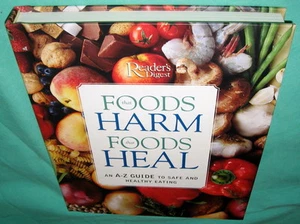 Reader's
Digest
FOODS
that
HARM
FOODS
that
HEAL
AN A-Z GUIDE TO SAFE AND
HEALTHY EATING